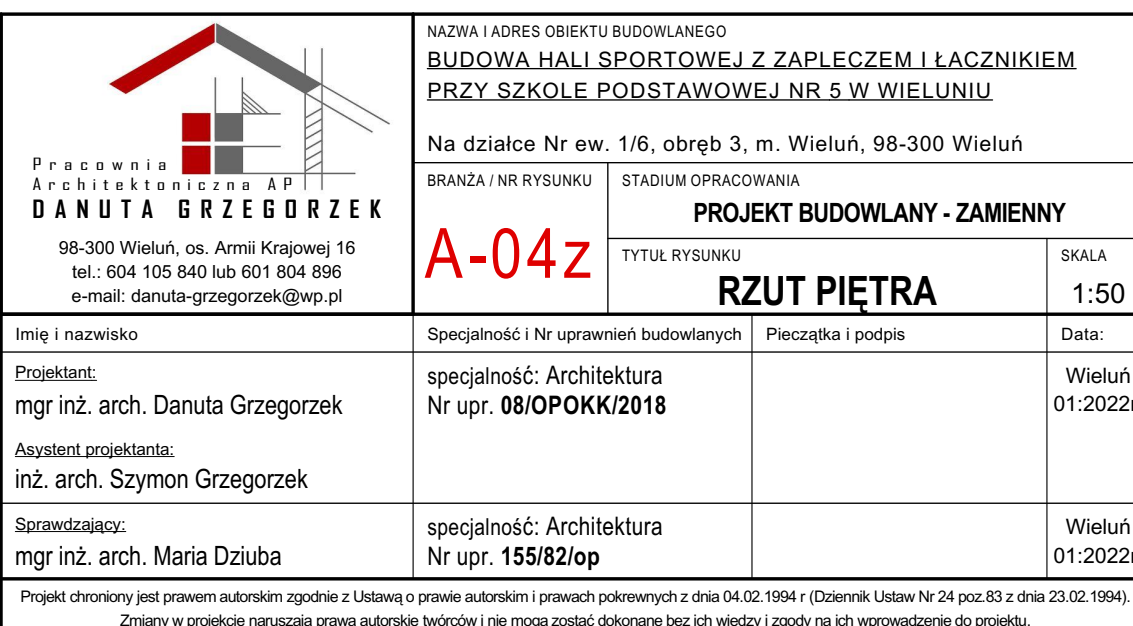 Pracownia
Architektoniczna AP
DANUTA GRZEGORZEK
98-300 Wieluń, os. Armii Krajowej 16
tel.: 604 105 840 lub 601 804 896
e-mail: danuta-grzegorzek@wp.pl
NAZWA I ADRES OBIEKTU BUDOWLANEGO
BUDOWA HALI SPORTOWEJ Z ZAPLECZEM I ŁACZNIKIEM
PRZY SZKOLE PODSTAWOWEJ NR 5 W WIELUNIU
Na działce Nr ew. 1/6, obręb 3, m. Wieluń, 98-300 Wieluń
BRANŻA / NR RYSUNKU
A-04z
STADIUM OPRACOWANIA
PROJEKT BUDOWLANY - ZAMIENNY
TYTUŁ RYSUNKU
RZUT PIĘTRA
SKALA
1:50
Imię i nazwisko
Specjalność i Nr uprawnień budowlanych
Pieczątka i podpis
Data:
Projektant:
mgr inż. arch. Danuta Grzegorzek
specjalność: Architektura
Nr upr. 08/OPOKK/2018
Wieluń
01:2022r
Asystent projektanta:
inż. arch. Szymon Grzegorzek
Sprawdzający:
mgr inż. arch. Maria Dziuba
specjalność: Architektura
Nr upr. 155/82/op
Wieluń
01:2022r
Projekt chroniony jest prawem autorskim zgodnie z Ustawą o prawie autorskim i prawach pokrewnych z dnia 04.02.1994 r (Dziennik Ustaw Nr 24 poz.83 z dnia 23.02.1994).
Zmiany w projekcie naruszają prawa autorskie twórców i nie mogą zostać dokonane bez ich wiedzy i zgody na ich wprowadzenie do projektu.